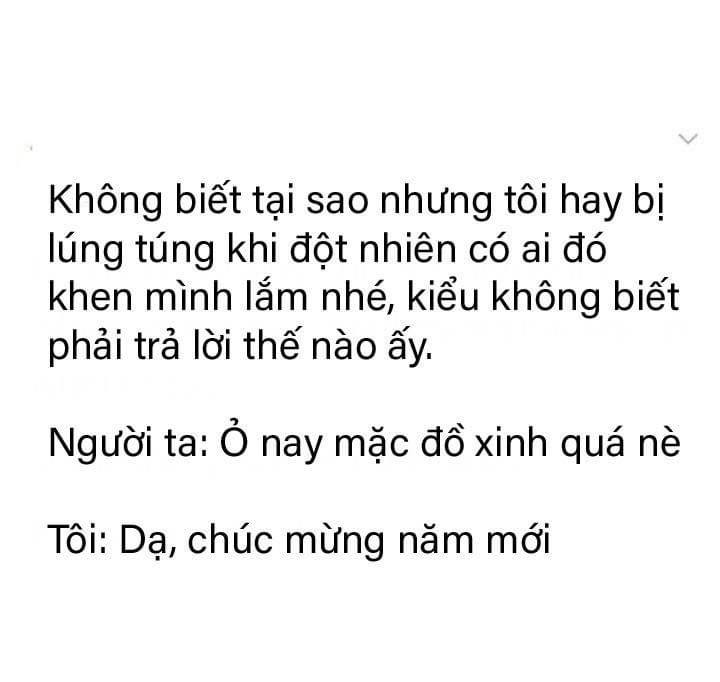 Không biết tại sao nhưng tôi hay bị
lúng túng khi đột nhiên có ai đó
khen mình lắm nhé, kiểu không biết
phải trả lời thế nào ấy.
Người ta: Ỏ nay mặc đồ xinh quá nè
Tôi: Dạ, chúc mừng năm mới